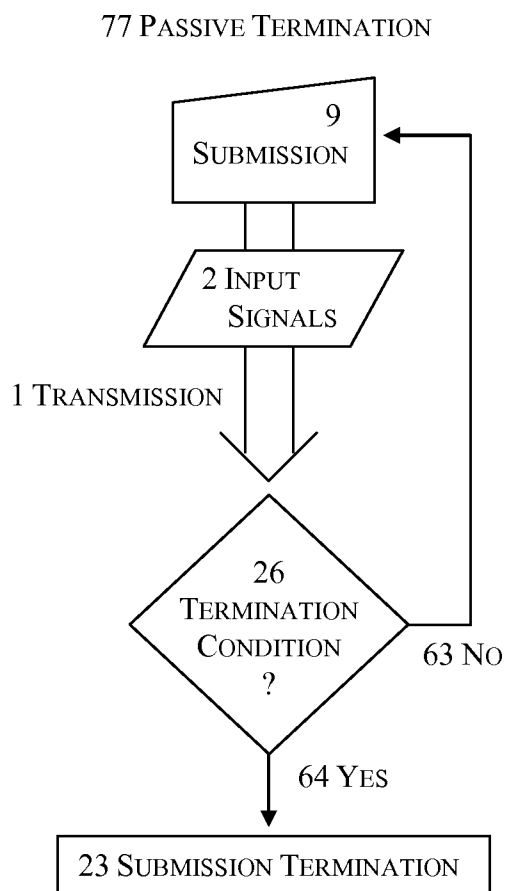 77 PASSIVE TERMINATION
9
SUBMISSION
2 INPUT
SIGNALS
1 TRANSMISSION
26
TERMINATION
CONDITION
?
63 NO
64 YES
23 SUBMISSION TERMINATION